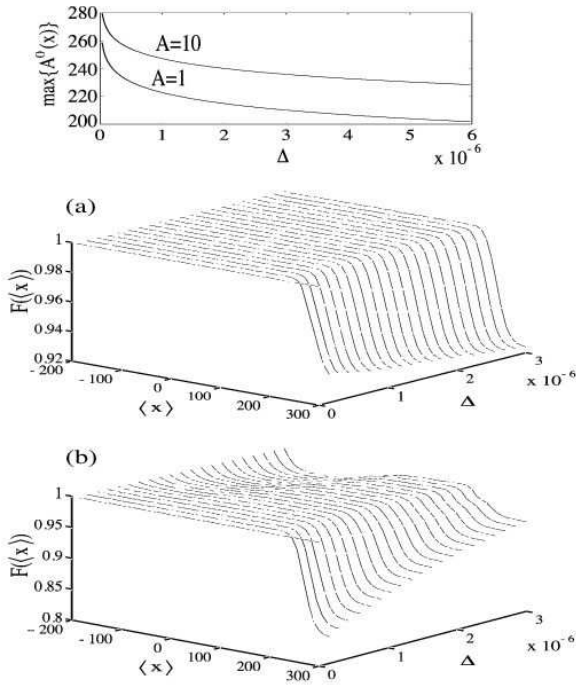 max{A⁰(x)}
280
260
240
220
200
A=10
A=1
0 1 2 3 4 5 6
Δ
x 10⁻⁶
(a)
F(⟨x⟩)
1
0.98
0.96
0.94
0.92
- 200
- 100
0
100
200
300
⟨ x ⟩
0
1
2
3
x 10⁻⁶
Δ
(b)
F(⟨x⟩)
1
0.95
0.9
0.85
0.8
- 200
- 100
0
100
200
300
⟨ x ⟩
0
1
2
3
x 10⁻⁶
Δ